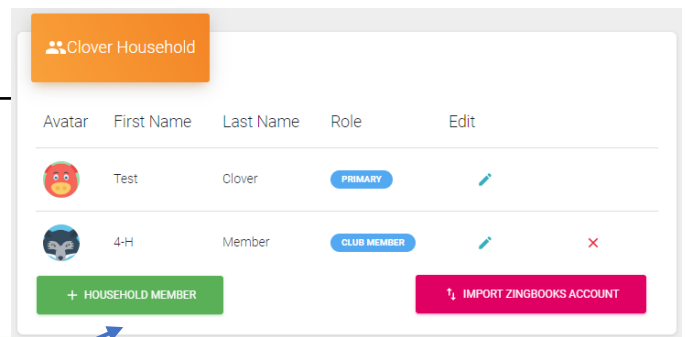 Clover Household
Avatar First Name Last Name Role Edit
Test Clover PRIMARY
4-H Member CLUB MEMBER
+ HOUSEHOLD MEMBER IMPORT ZINGBOOKS ACCOUNT